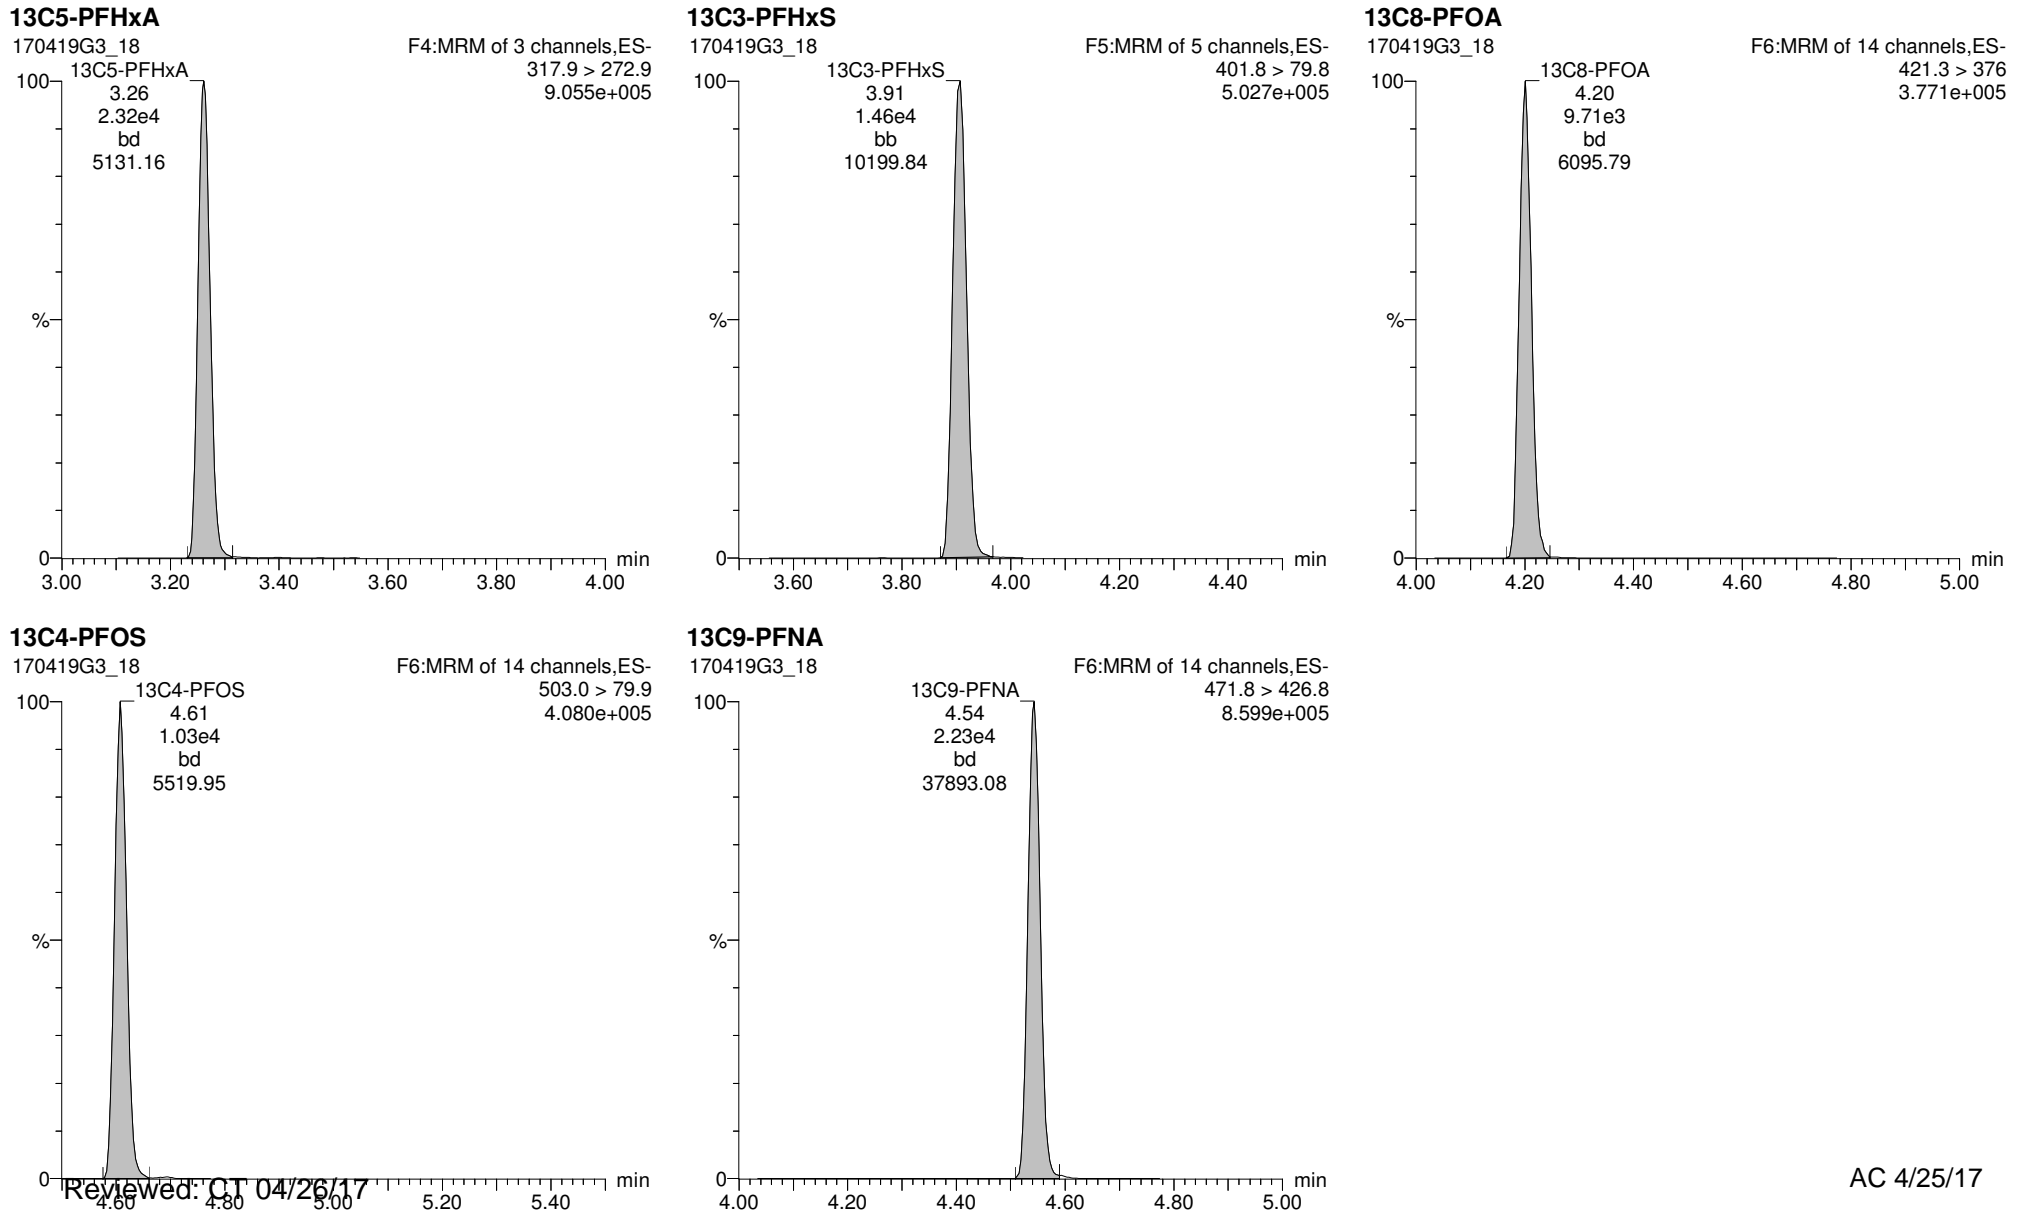 13C5-PFHxA
170419G3_18
F4:MRM of 3 channels,ES-
317.9 > 272.9
9.055e+005
13C5-PFHxA
3.26
2.32e4
bd
5131.16
100
%
0
min
3.00 3.20 3.40 3.60 3.80 4.00
13C3-PFHxS
170419G3_18
F5:MRM of 5 channels,ES-
401.8 > 79.8
5.027e+005
13C3-PFHxS
3.91
1.46e4
bb
10199.84
100
%
0
min
3.60 3.80 4.00 4.20 4.40
13C8-PFOA
170419G3_18
F6:MRM of 14 channels,ES-
421.3 > 376
3.771e+005
13C8-PFOA
4.20
9.71e3
bd
6095.79
100
%
0
min
4.00 4.20 4.40 4.60 4.80 5.00
13C4-PFOS
170419G3_18
F6:MRM of 14 channels,ES-
503.0 > 79.9
4.080e+005
13C4-PFOS
4.61
1.03e4
bd
5519.95
100
%
0
min
4.60 4.80 5.00 5.20 5.40
13C9-PFNA
170419G3_18
F6:MRM of 14 channels,ES-
471.8 > 426.8
8.599e+005
13C9-PFNA
4.54
2.23e4
bd
37893.08
100
%
0
min
4.00 4.20 4.40 4.60 4.80 5.00
Reviewed: CT 04/26/17
AC 4/25/17